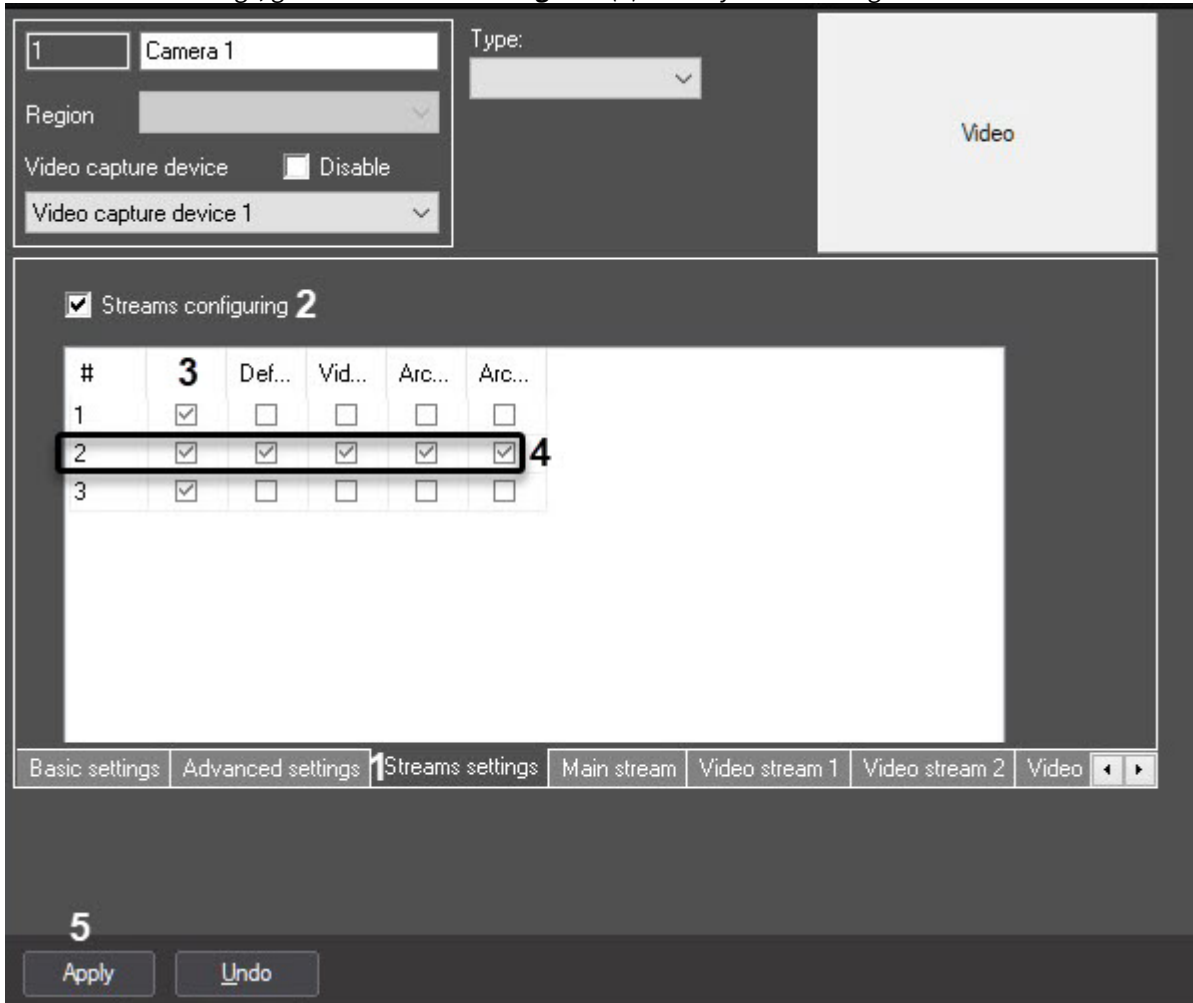 1 Camera 1 Type:
Region
Video
Video capture device Disable
Video capture device 1
Streams configuring 2
# 3 Def... Vid... Arc... Arc...
1
2 4
3
Basic settings Advanced settings 1 Streams settings Main stream Video stream 1 Video stream 2 Video
5
Apply Undo